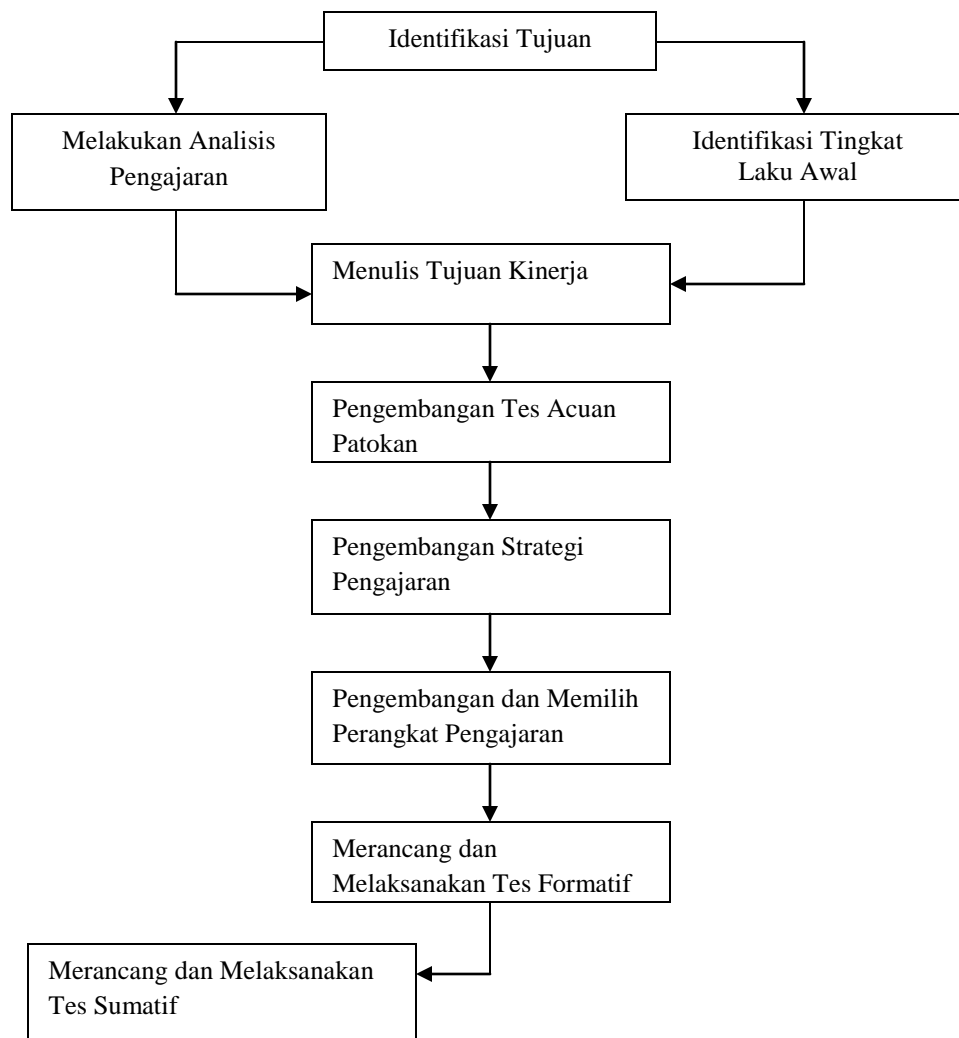 Identifikasi Tujuan
Melakukan Analisis
Pengajaran
Identifikasi Tingkat
Laku Awal
Menulis Tujuan Kinerja
Pengembangan Tes Acuan
Patokan
Pengembangan Strategi
Pengajaran
Pengembangan dan Memilih
Perangkat Pengajaran
Merancang dan
Melaksanakan Tes Formatif
Merancang dan Melaksanakan
Tes Sumatif